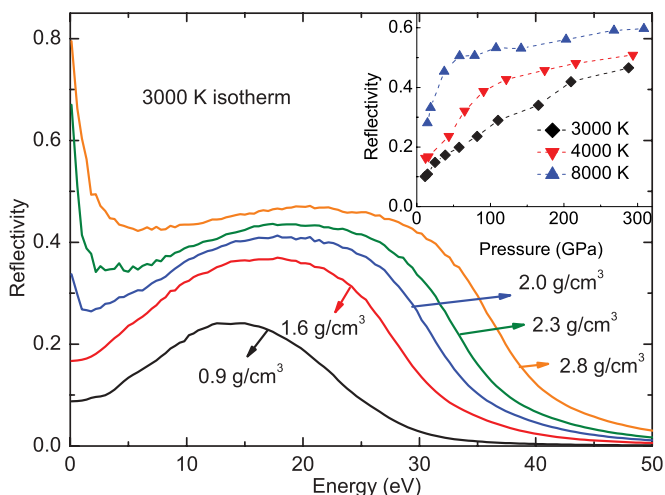 0.8
0.6
0.4
0.2
0.0
Reflectivity
0
10
20
30
40
50
Energy (eV)
3000 K isotherm
0.9 g/cm³
1.6 g/cm³
2.0 g/cm³
2.3 g/cm³
2.8 g/cm³
0.6
0.4
0.2
0.0
Reflectivity
0
100
200
300
Pressure (GPa)
3000 K
4000 K
8000 K